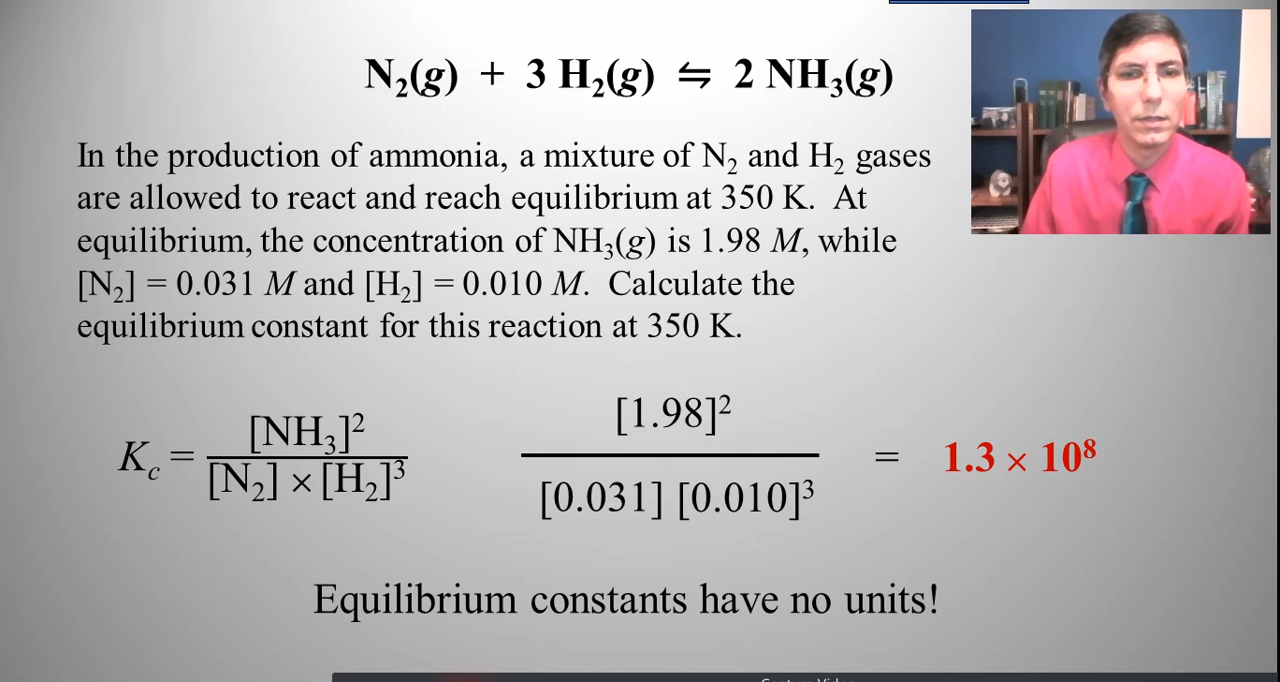 N₂(g) + 3 H₂(g) ⇋ 2 NH₃(g)
In the production of ammonia, a mixture of N₂ and H₂ gases
are allowed to react and reach equilibrium at 350 K. At
equilibrium, the concentration of NH₃(g) is 1.98 M, while
[N₂] = 0.031 M and [H₂] = 0.010 M. Calculate the
equilibrium constant for this reaction at 350 K.
K_c = [NH₃]² / [N₂] × [H₂]³    [1.98]² / [0.031] [0.010]³ = 1.3 × 10⁸
Equilibrium constants have no units!